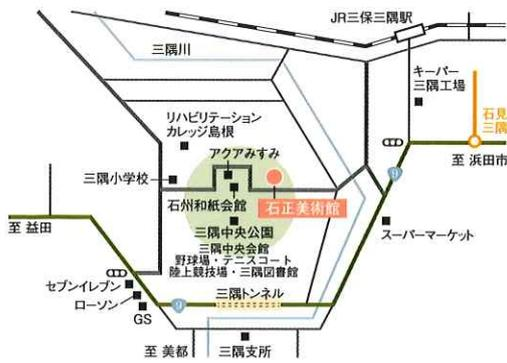 JR三保三隅駅
三隅川
キーパー
三隅工場
石見
三隅
リハビリテーション
カレッジ島根
アクアみすみ
至 浜田市
9
三隅小学校
石州和紙会館
石正美術館
三隅中央公園
至 益田
三隅中央会館
野球場・テニスコート
陸上競技場・三隅図書館
スーパーマーケット
セブンイレブン
ローソン
GS
9
三隅トンネル
至 美都
三隅支所